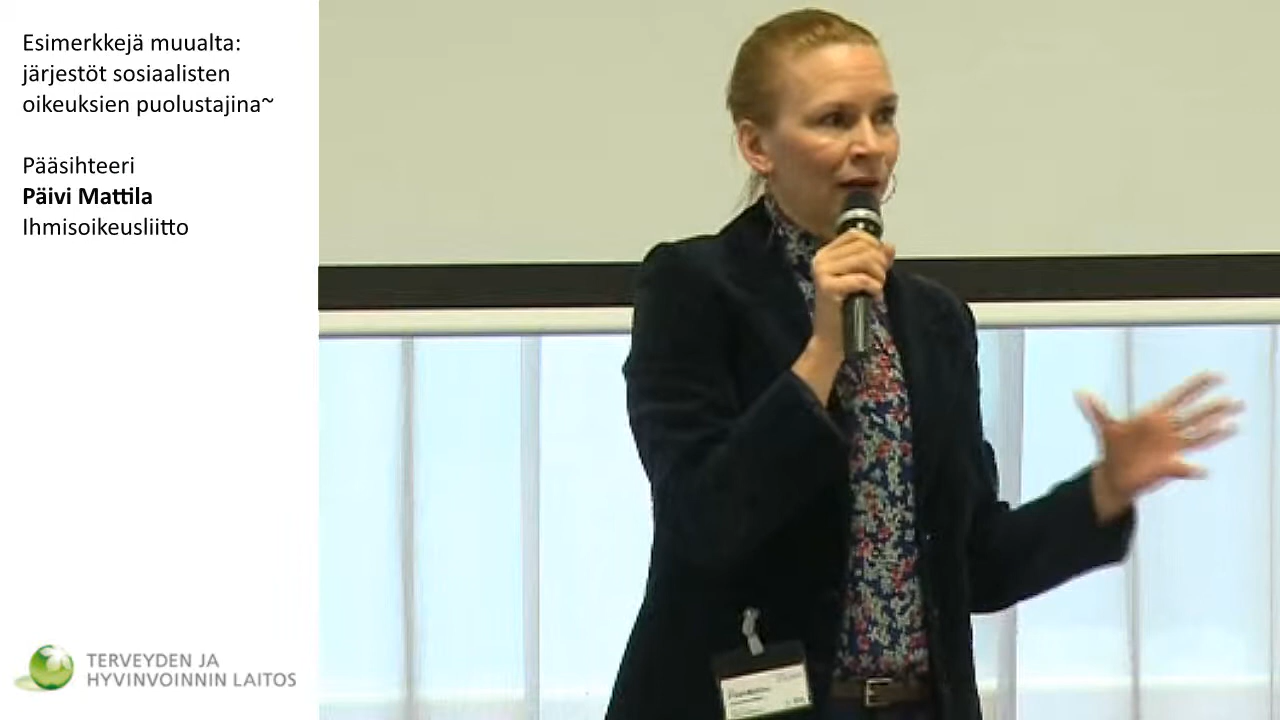 Esimerkkejä muualta:
järjestöt sosiaalisten
oikeuksien puolustajina~
Pääsihteeri
Päivi Mattila
Ihmisoikeusliitto
TERVEYDEN JA
HYVINVOINNIN LAITOS